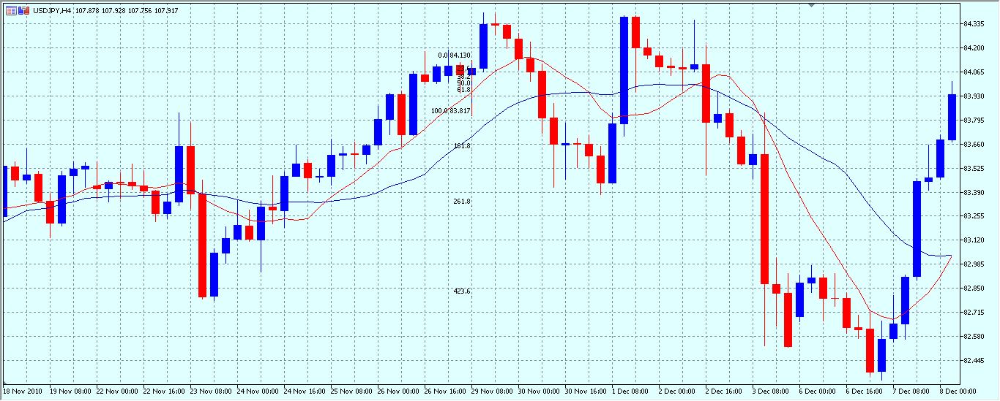 USDJPY,H4 107.878 107.928 107.756 107.917
84.335
84.200
84.065
83.930
83.795
83.660
83.525
83.390
83.255
83.120
82.985
82.850
82.715
82.580
82.445
0.0 84.130
38.2
50.0
61.8
100.0 83.817
161.8
261.8
423.6
18 Nov 2010
19 Nov 08:00
22 Nov 00:00
22 Nov 16:00
23 Nov 08:00
24 Nov 00:00
24 Nov 16:00
25 Nov 08:00
26 Nov 00:00
26 Nov 16:00
29 Nov 08:00
30 Nov 00:00
30 Nov 16:00
1 Dec 08:00
2 Dec 00:00
2 Dec 16:00
3 Dec 08:00
6 Dec 00:00
6 Dec 16:00
7 Dec 08:00
8 Dec 00:00